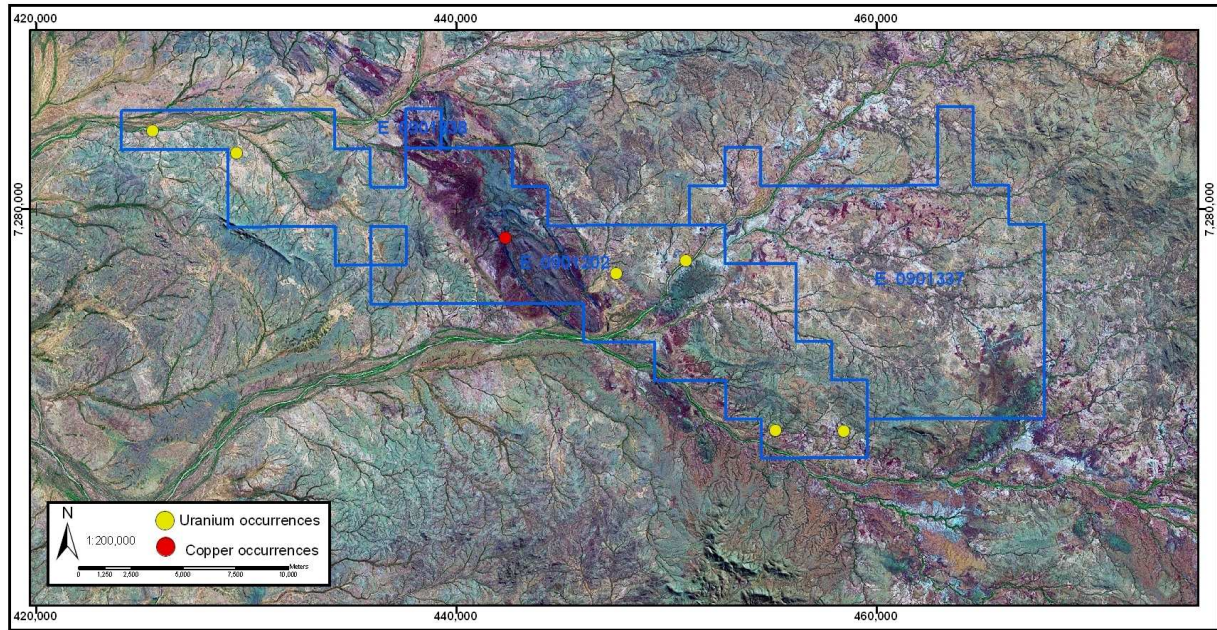 420,000
440,000
460,000
7,280,000
7,280,000
E 0901202
E 0901337
N
1:200,000
Uranium occurrences
Copper occurrences
Meters
0 1,250 2,500 5,000 7,500 10,000
420,000
440,000
460,000